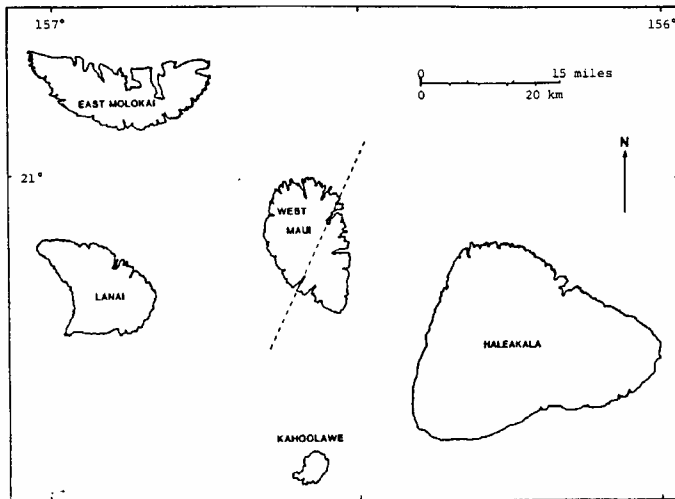 157°
156°
0 15 miles
0 20 km
EAST MOLOKAI
N
21°
WEST
MAUI
LANAI
HALEAKALA
KAHOOLAWE